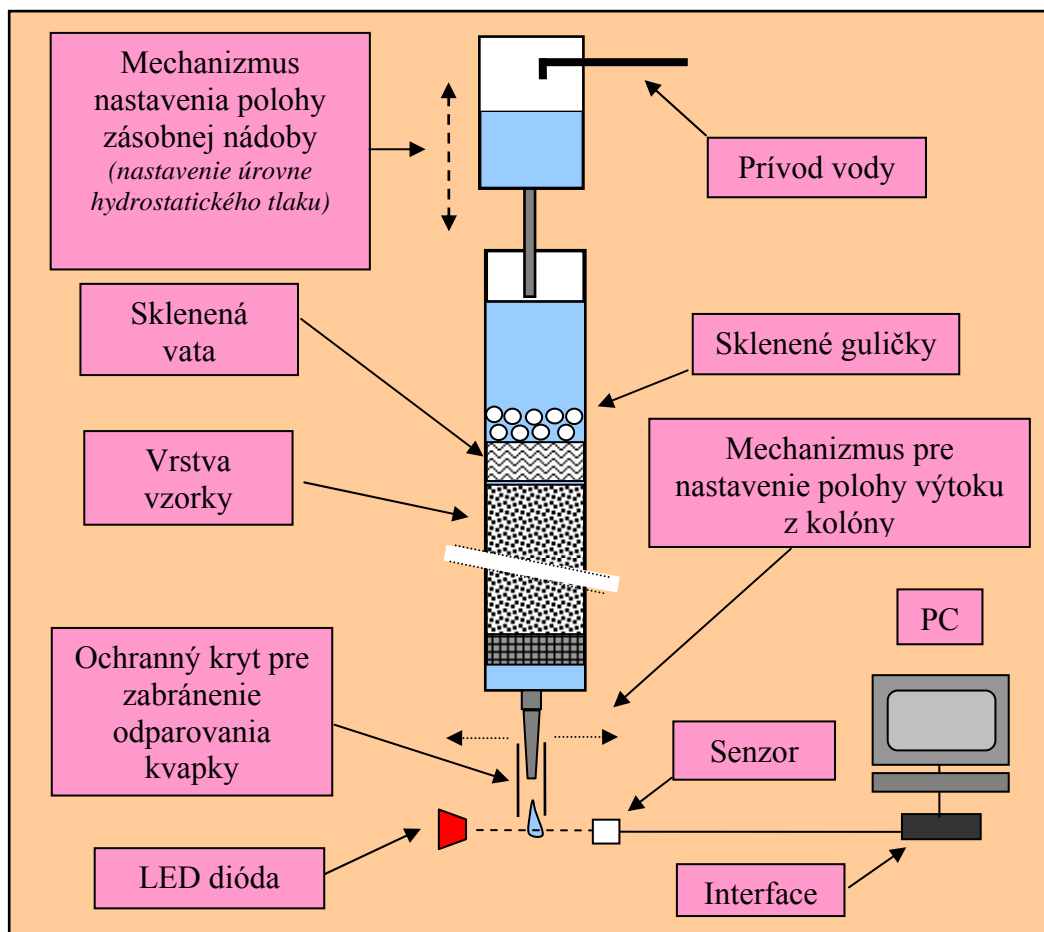 Mechanizmus
nastavenia polohy
zásobnej nádoby
(nastavenie úrovne
hydrostatického tlaku)
Prívod vody
Sklenená
vata
Sklenené guličky
Vrstva
vzorky
Mechanizmus pre
nastavenie polohy výtoku
z kolóny
PC
Ochranný kryt pre
zabránenie
odparovania
kvapky
Senzor
LED dióda
Interface